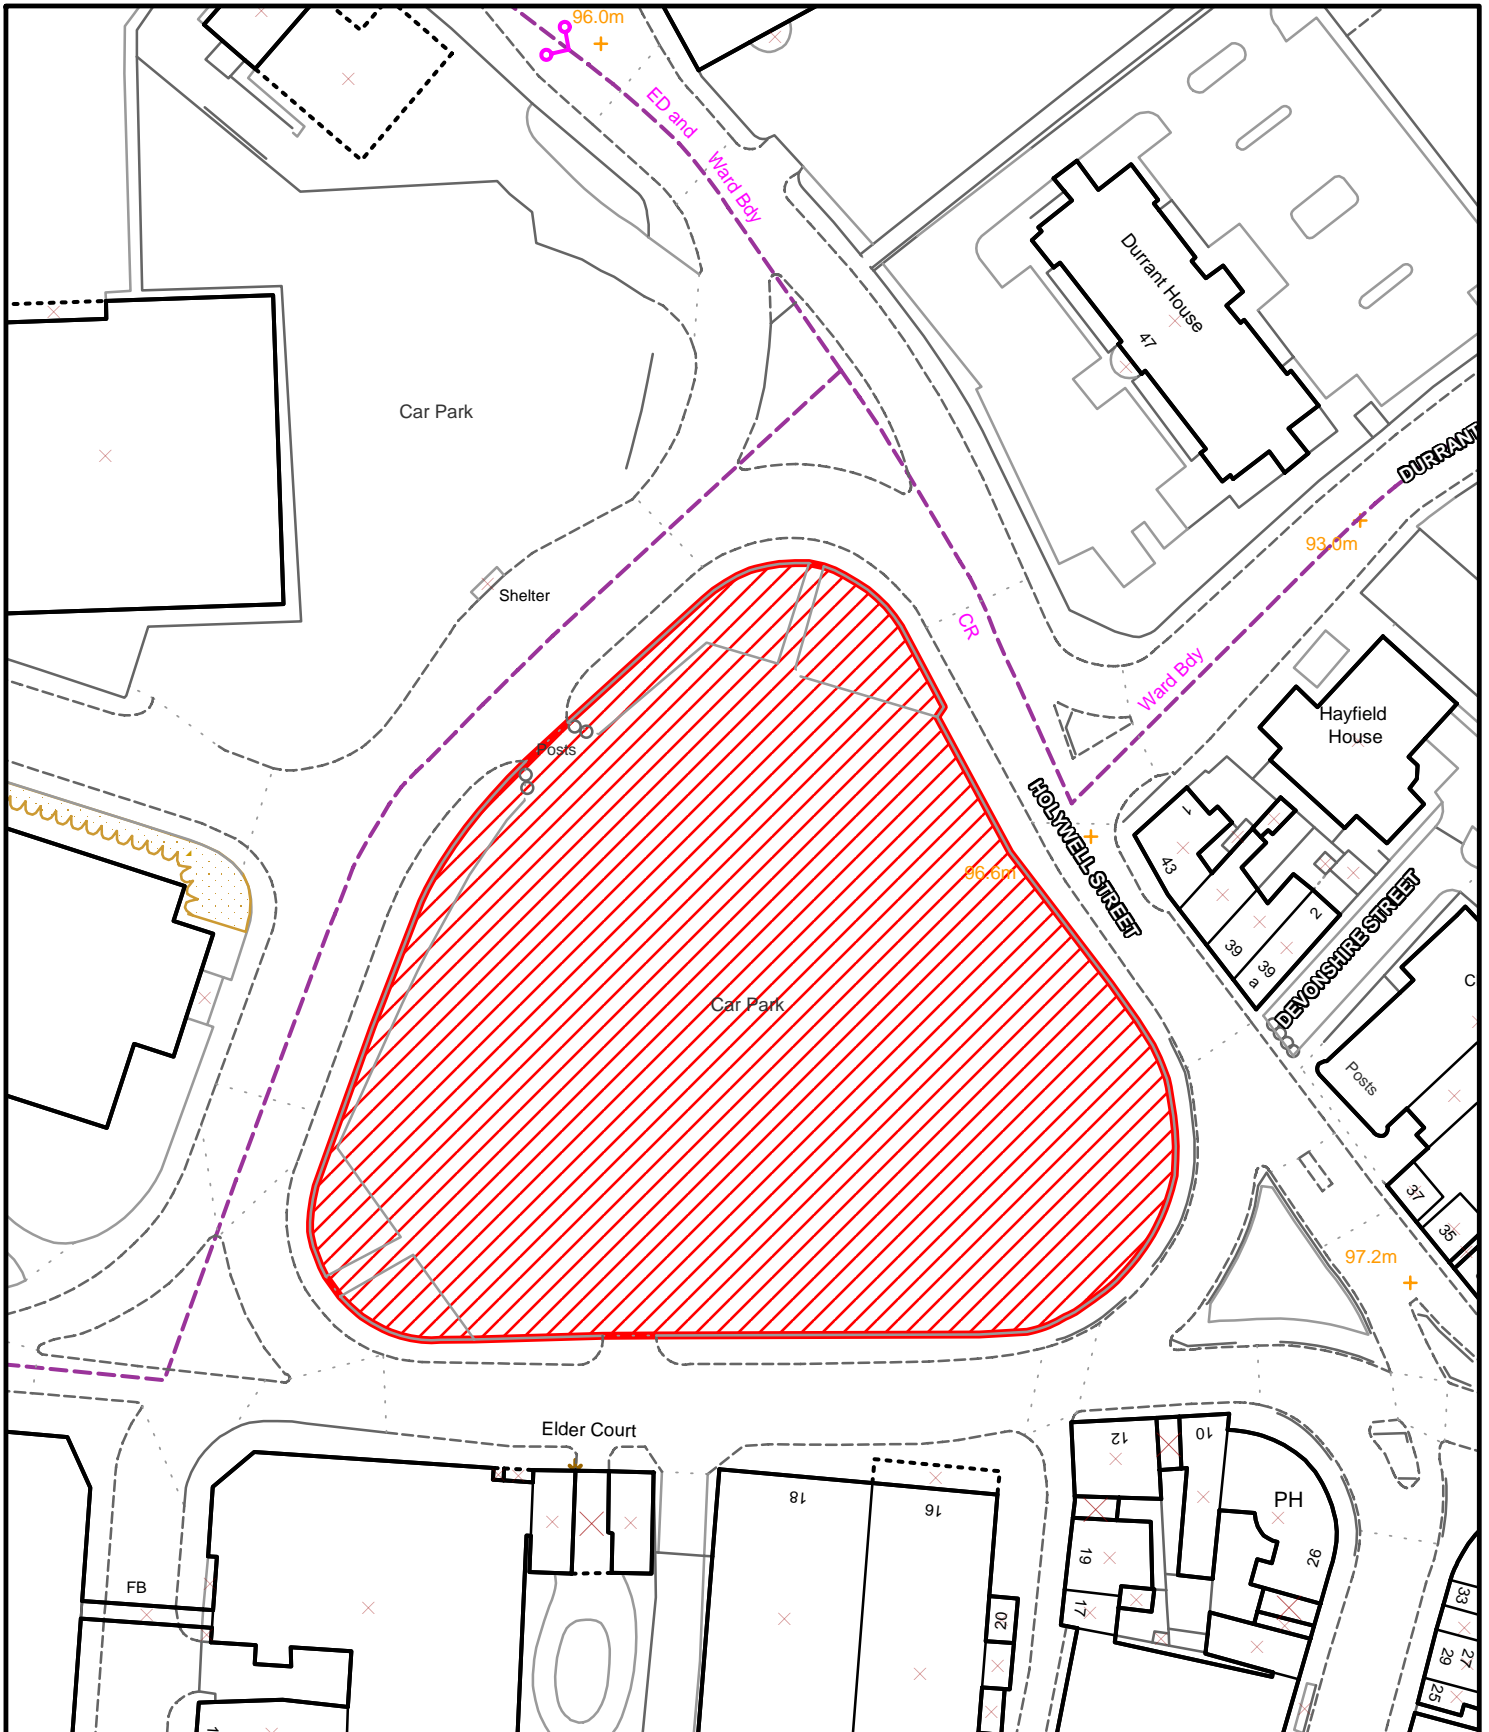 96.0m
ED and
Ward Bdy
Durrant House
47
Car Park
DURRANT
93.0m
Shelter
CR
Ward Bdy
Hayfield
House
Posts
HOLYWELL STREET
1
43
96.6m
39
39
a
2
DEVONSHIRE STREET
Car Park
C
Posts
37
35
97.2m
Elder Court
12
10
18
16
PH
26
19
17
20
FB
33
27
29
25
1